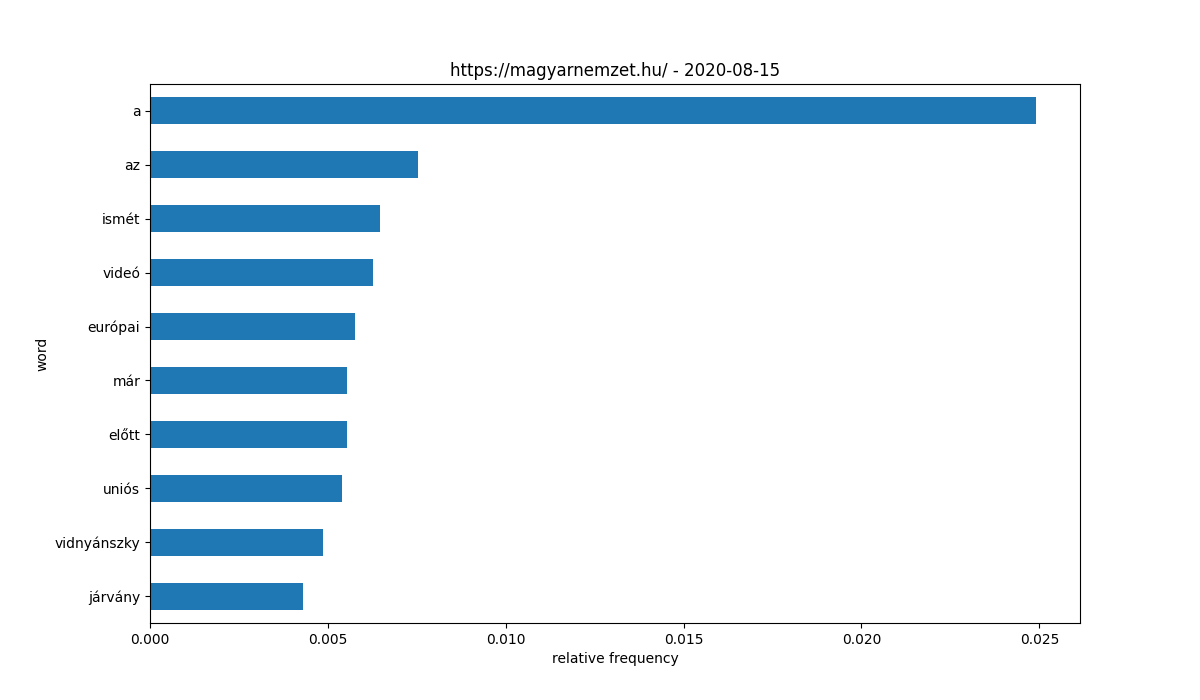 https://magyarnemzet.hu/ - 2020-08-15
a
az
ismét
videó
európai
már
előtt
uniós
vidnyánszky
járvány
word
0.000 0.005 0.010 0.015 0.020 0.025
relative frequency